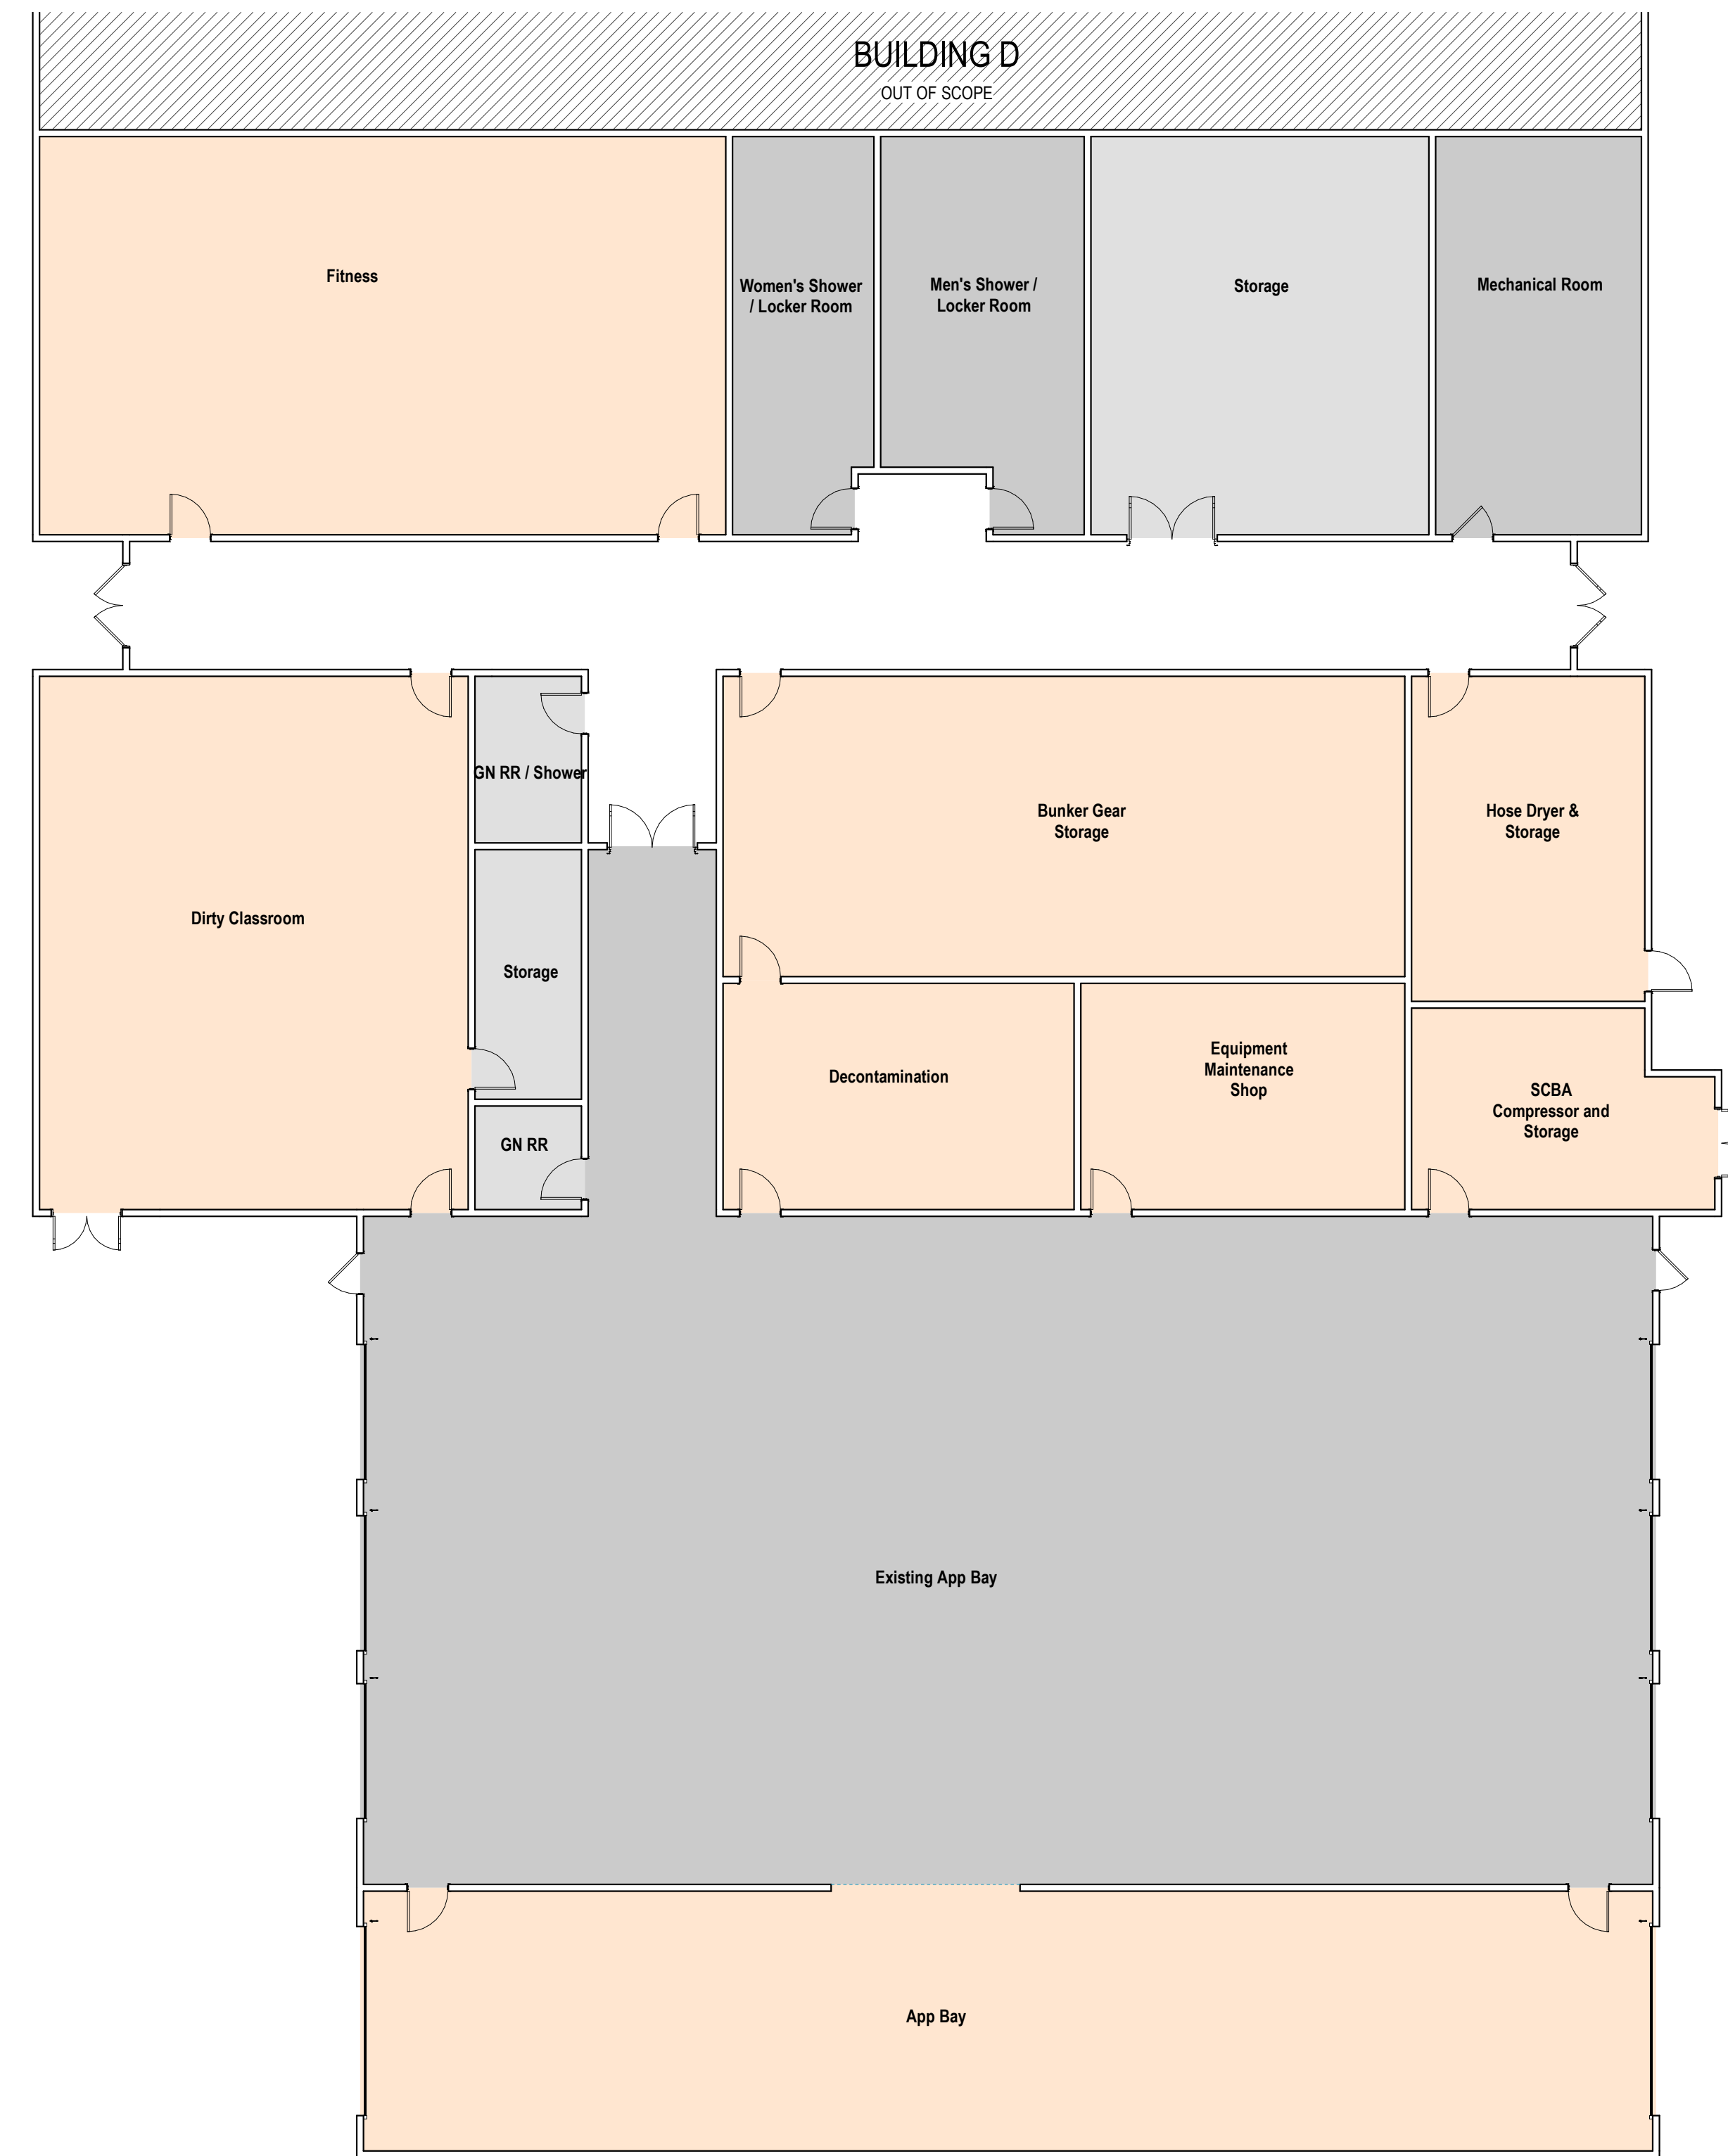 BUILDING D
OUT OF SCOPE
Fitness
Women's Shower
/ Locker Room
Men's Shower /
Locker Room
Storage
Mechanical Room
GN RR / Shower
Bunker Gear
Storage
Hose Dryer &
Storage
Dirty Classroom
Storage
Decontamination
Equipment
Maintenance
Shop
SCBA
Compressor and
Storage
GN RR
Existing App Bay
App Bay